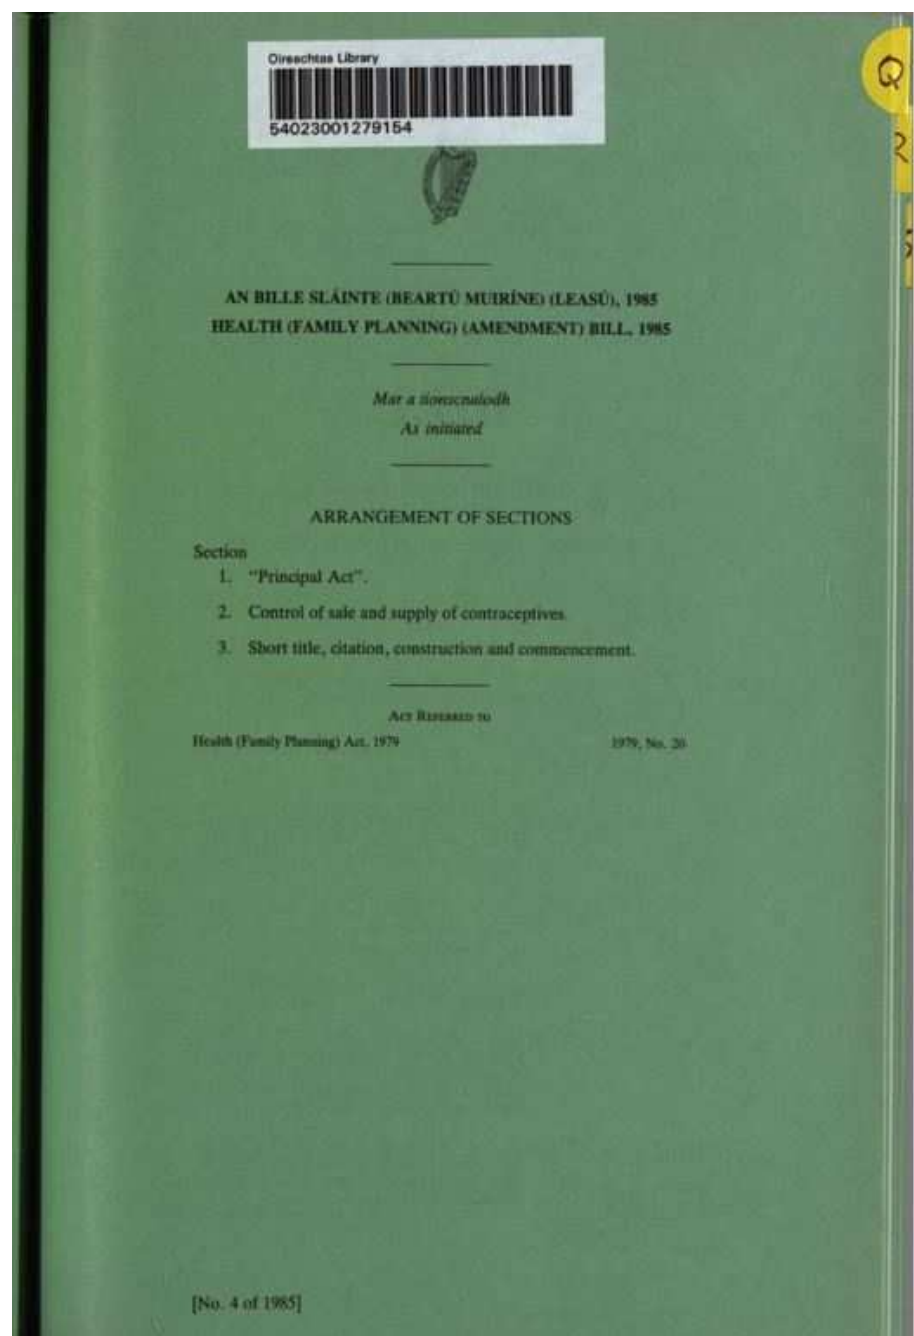 Oireachtas Library
54023001279154
Q
2
AN BILLE SLÁINTE (BEARTÚ MUIRÍNE) (LEASÚ), 1985
HEALTH (FAMILY PLANNING) (AMENDMENT) BILL, 1985
Mar a tionscnaíodh
As initiated
ARRANGEMENT OF SECTIONS
Section
1. "Principal Act".
2. Control of sale and supply of contraceptives.
3. Short title, citation, construction and commencement.
ACT REFERRED TO
Health (Family Planning) Act, 1979 1979, No. 20
[No. 4 of 1985]